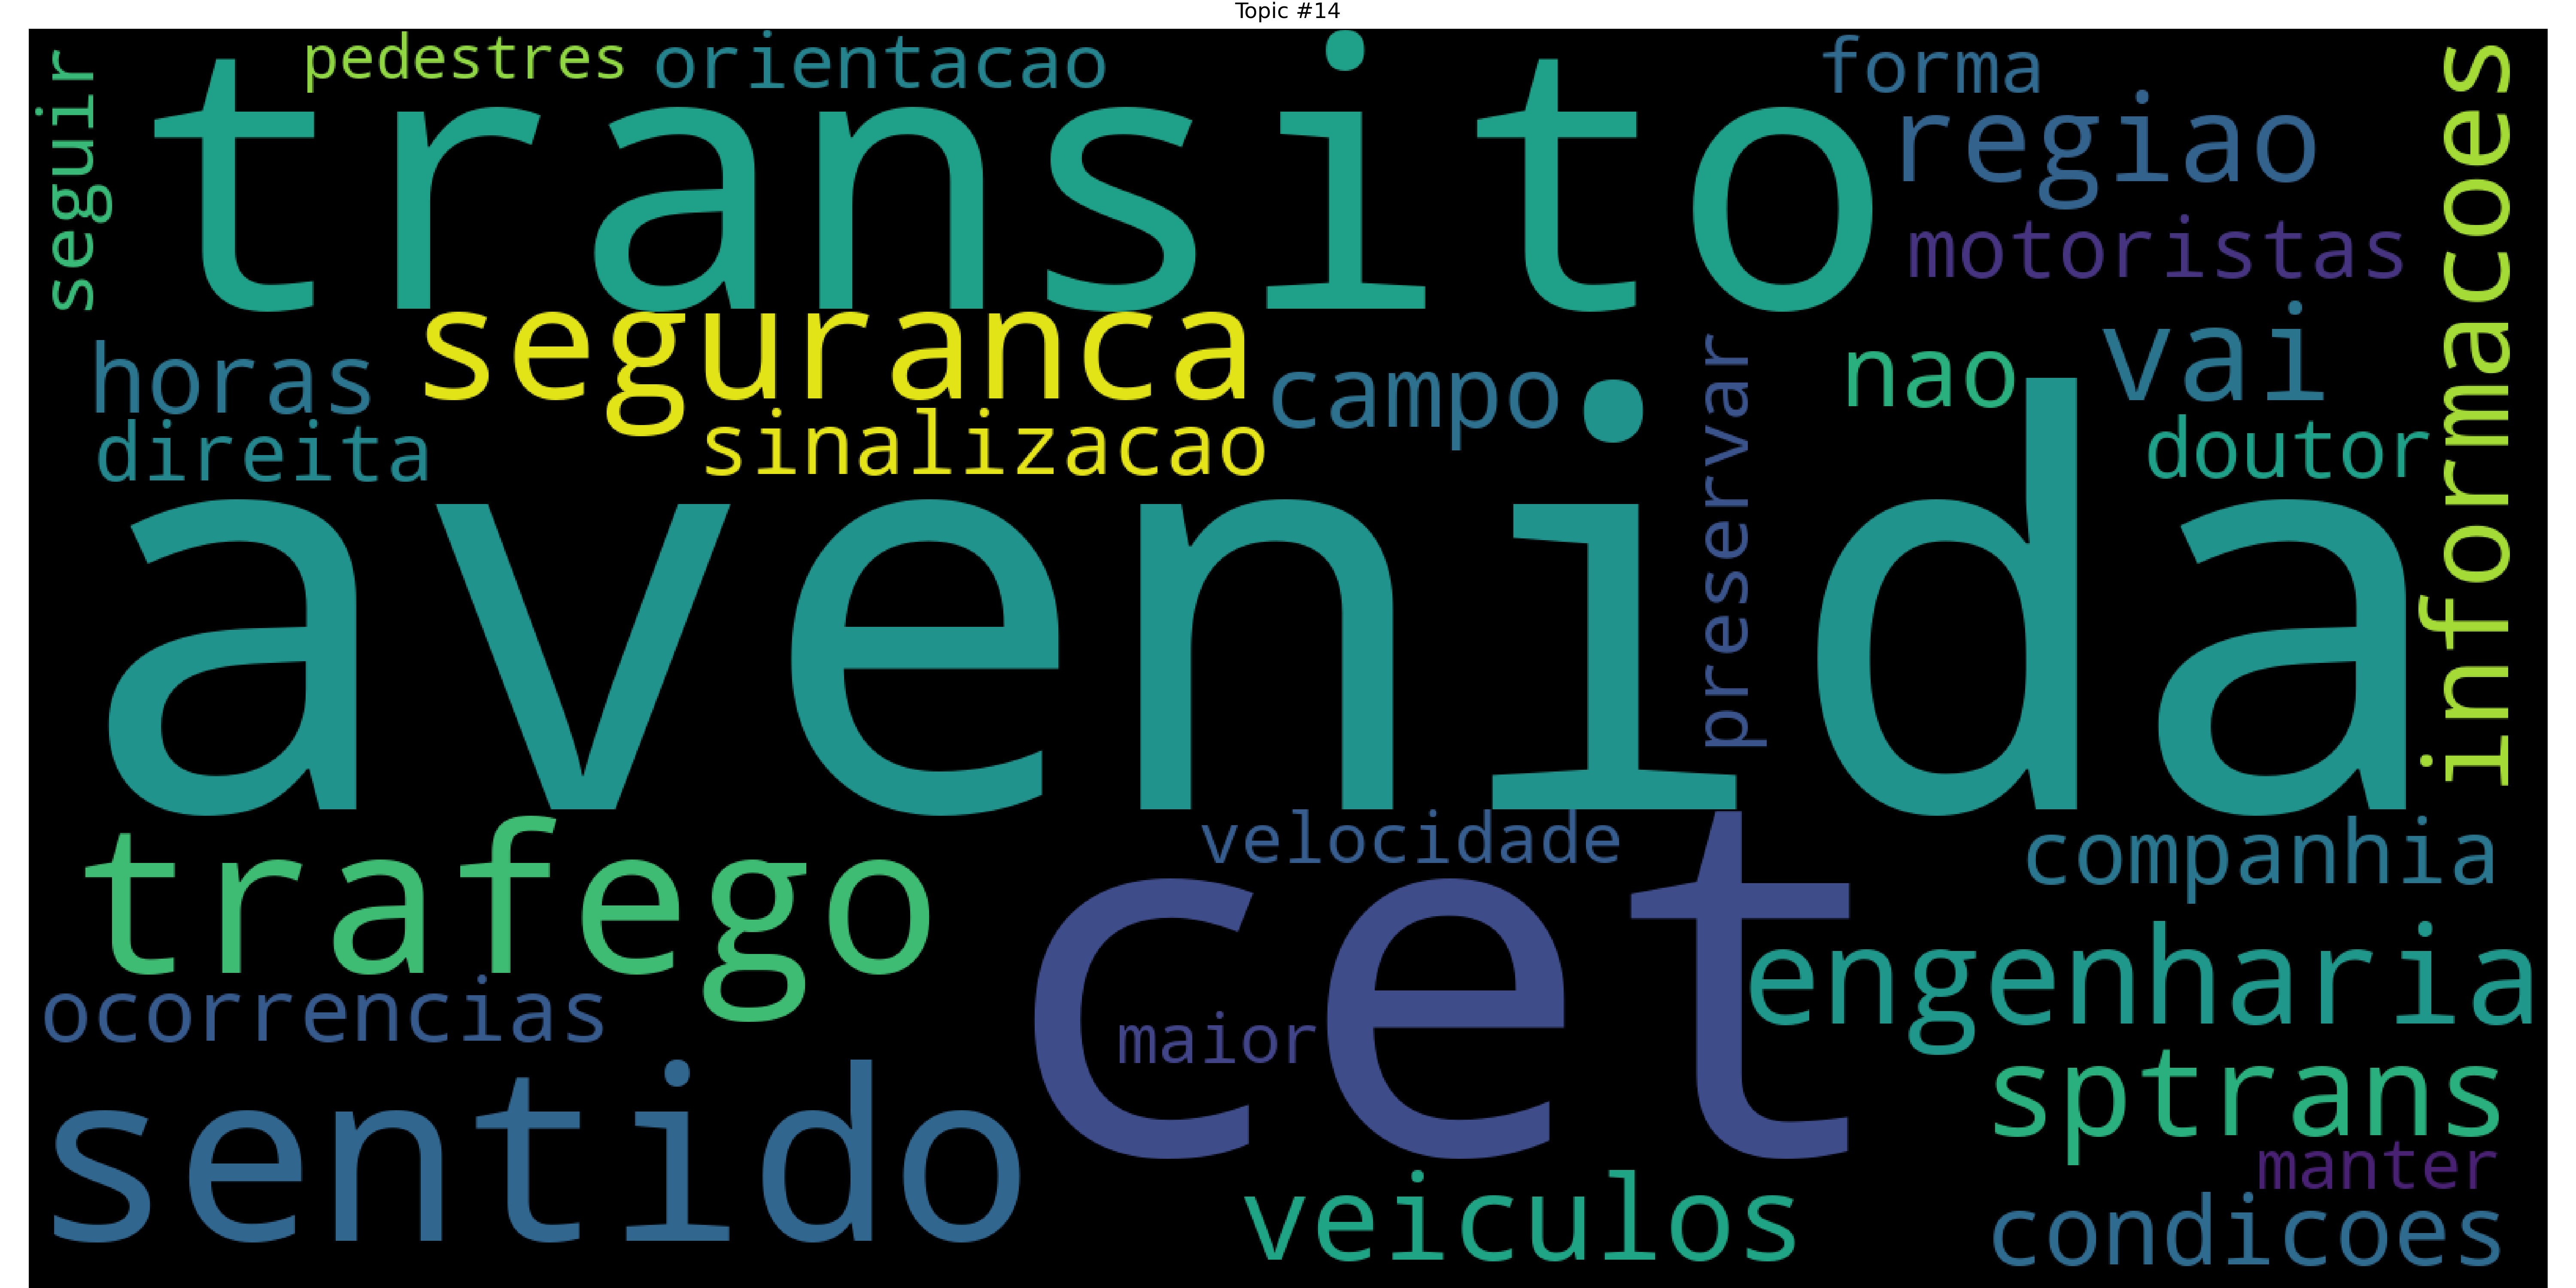 Topic #14
seguir
pedestres
orientacao
forma
transito
regiao
motoristas
informacoes
seguranca
horas
campo
preservar
nao
vai
direita
sinalizacao
doutor
avenida
velocidade
companhia
trafego
cet
engenharia
ocorrencias
maior
sptrans
sentido
manter
veiculos
condicoes